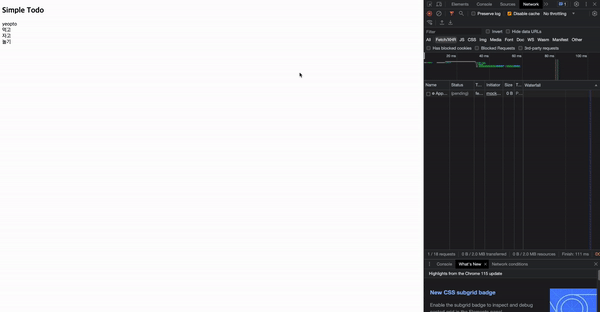 Simple Todo
yeopto
먹고
자고
놀기
Elements Console Sources Network
Preserve log Disable cache No throttling
Filter Invert Hide data URLs
All Fetch/XHR JS CSS Img Media Font Doc WS Wasm Manifest Other
Has blocked cookies Blocked Requests 3rd-party requests
20 ms 40 ms 60 ms 80 ms 100 ms
Name Status T... Initiator Size T... Waterfall
App... (pending) 0 B
1 / 18 requests 0 B / 2.0 MB transferred 0 B / 2.0 MB resources Finish: 111 ms
Console What's New Network conditions
Highlights from the Chrome 115 update
New CSS subgrid badge
Enable the subgrid to inspect and debug